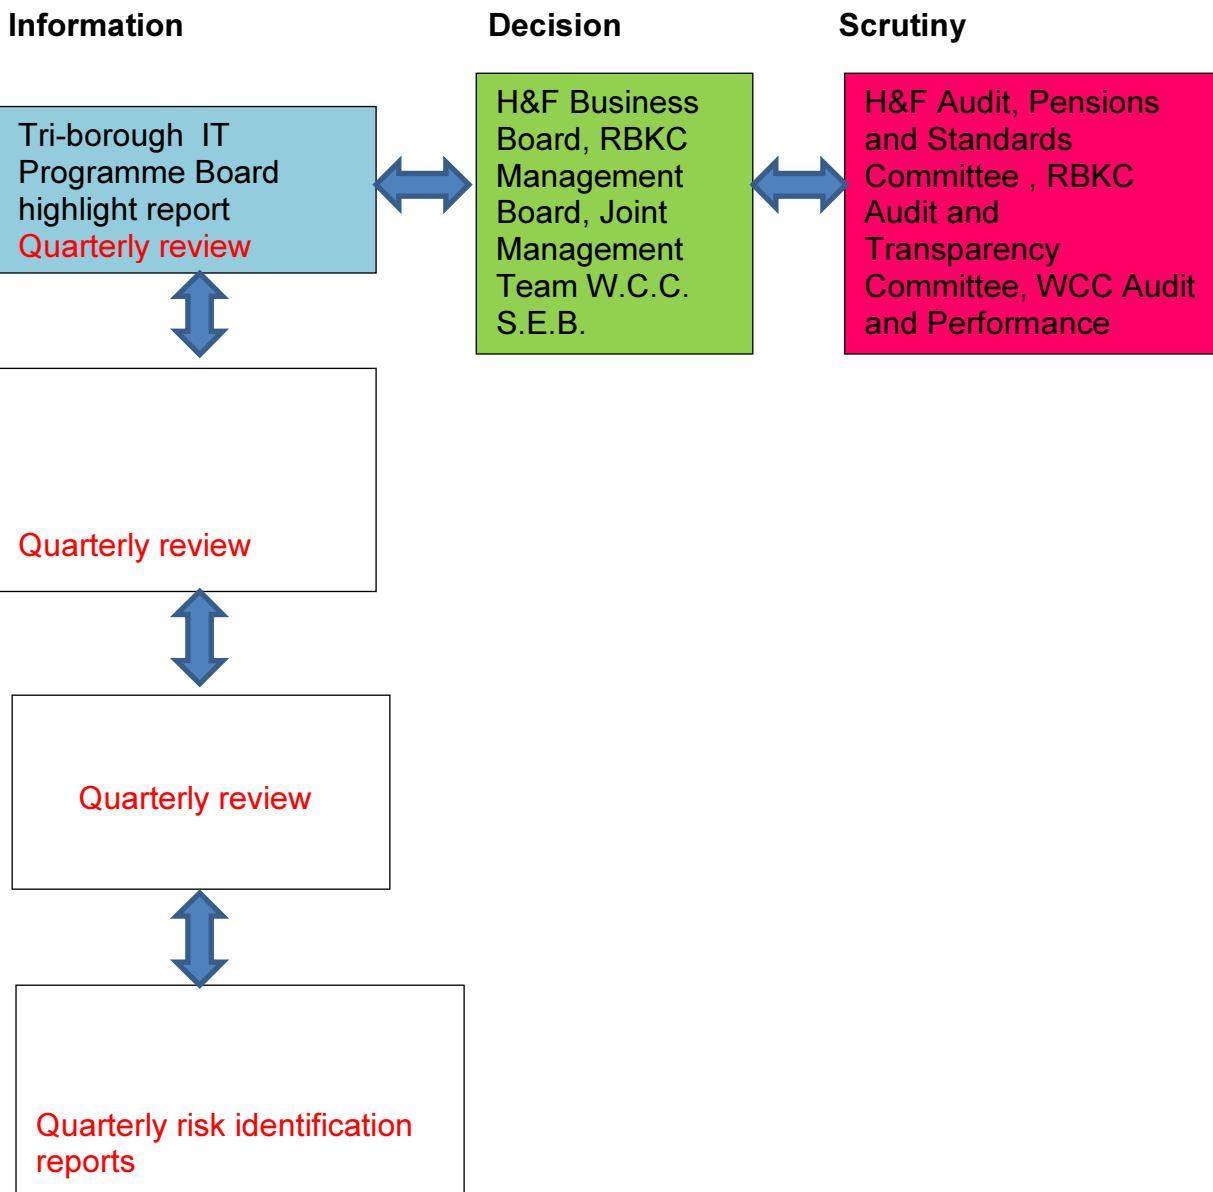 Information
Decision
Scrutiny
Tri-borough  IT
Programme Board
highlight report
Quarterly review
H&F Business
Board, RBKC
Management
Board, Joint
Management
Team W.C.C.
S.E.B.
H&F Audit, Pensions
and Standards
Committee , RBKC
Audit and
Transparency
Committee, WCC Audit
and Performance
Quarterly review
Quarterly review
Quarterly risk identification
reports